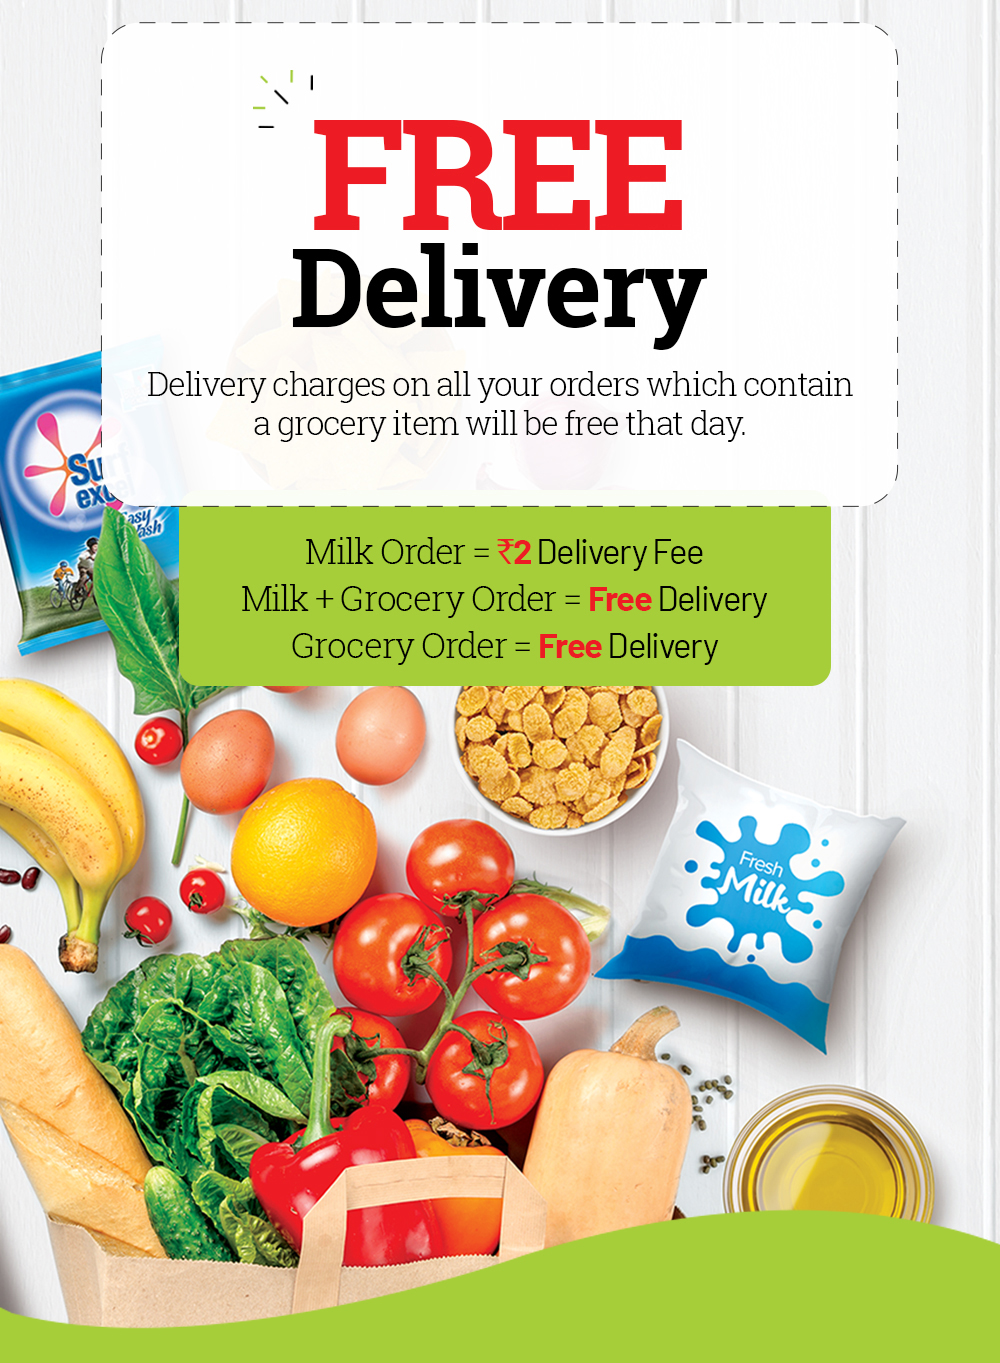 FREE
Delivery
Delivery charges on all your orders which contain
a grocery item will be free that day.
Milk Order = ₹2 Delivery Fee
Milk + Grocery Order = Free Delivery
Grocery Order = Free Delivery
Fresh
Milk